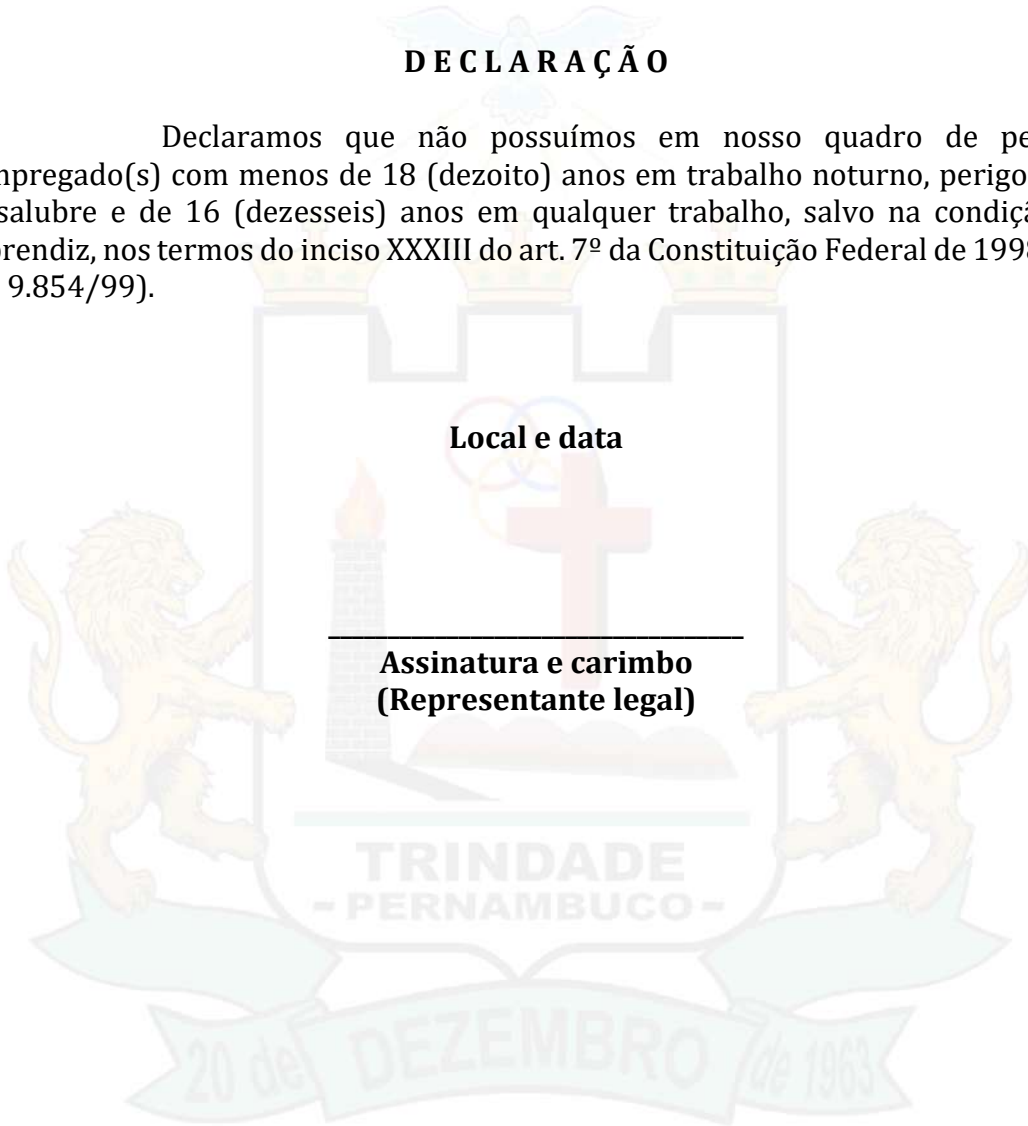 D E C L A R A Ç Ã O
Declaramos que não possuímos em nosso quadro de pe
mpregado(s) com menos de 18 (dezoito) anos em trabalho noturno, perigo
salubre e de 16 (dezesseis) anos em qualquer trabalho, salvo na condiçã
prendiz, nos termos do inciso XXXIII do art. 7º da Constituição Federal de 1998
9.854/99).
Local e data
Assinatura e carimbo
(Representante legal)
TRINDADE
- PERNAMBUCO -
20 de DEZEMBRO de 1963